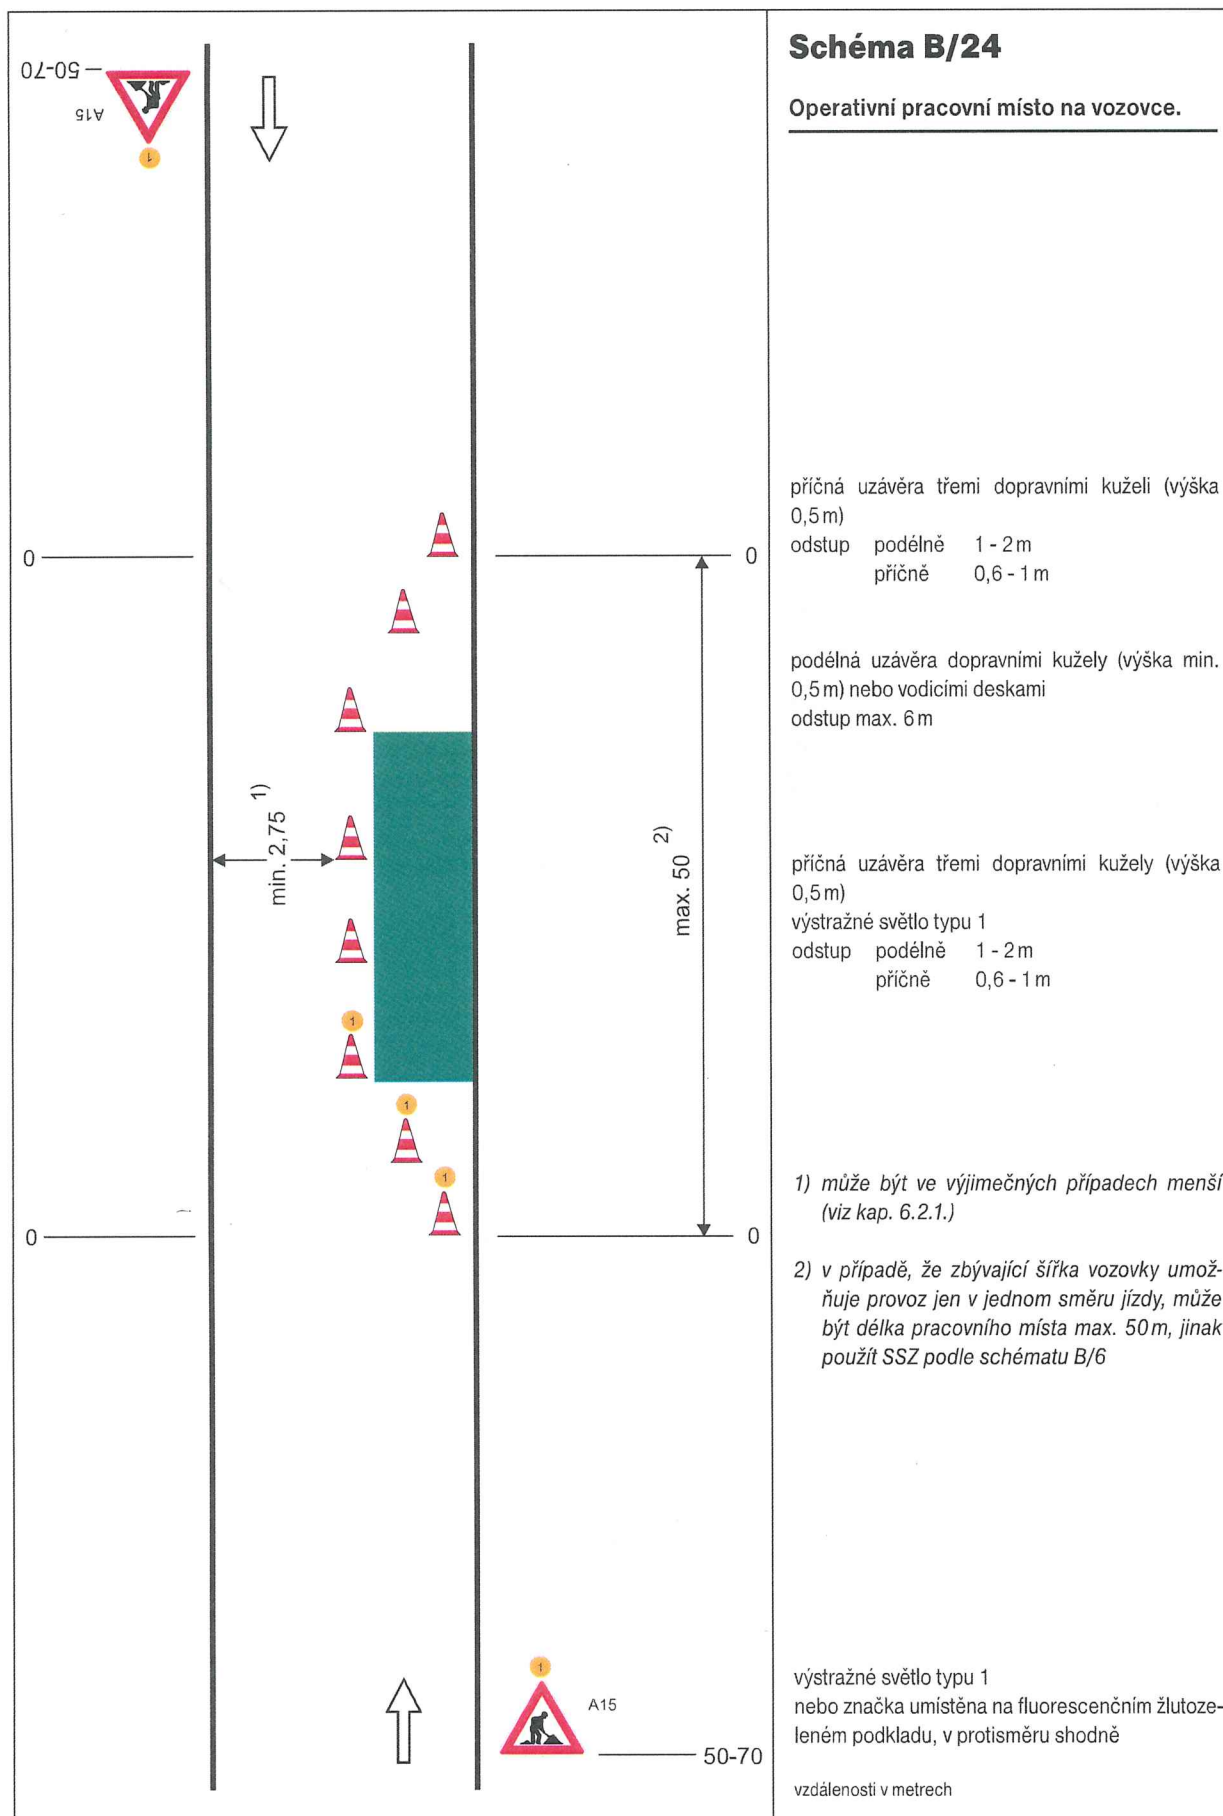 Schéma B/24
Operativní pracovní místo na vozovce.
50-70
A15
1
příčná uzávěra třemi dopravními kuželi (výška
0,5 m)
odstup podélně 1 - 2 m
příčně 0,6 - 1 m
0
0
podélná uzávěra dopravními kužely (výška min.
0,5 m) nebo vodicími deskami
odstup max. 6 m
min. 2,75 1)
max. 50 2)
příčná uzávěra třemi dopravními kužely (výška
0,5 m)
výstražné světlo typu 1
odstup podélně 1 - 2 m
příčně 0,6 - 1 m
1
1
1
0
0
1) může být ve výjimečných případech menší
(viz kap. 6.2.1.)
2) v případě, že zbývající šířka vozovky umož-
ňuje provoz jen v jednom směru jízdy, může
být délka pracovního místa max. 50 m, jinak
použít SSZ podle schématu B/6
1
A15
50-70
výstražné světlo typu 1
nebo značka umístěna na fluorescenčním žlutoze-
leném podkladu, v protisměru shodně
vzdálenosti v metrech